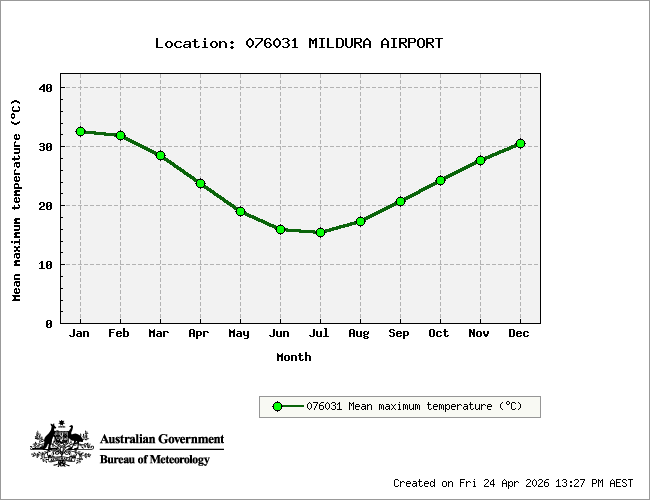 Location: 076031 MILDURA AIRPORT
Mean maximum temperature (°C)
40
30
20
10
0
Jan Feb Mar Apr May Jun Jul Aug Sep Oct Nov Dec
Month
076031 Mean maximum temperature (°C)
Australian Government
Bureau of Meteorology
Created on Fri 24 Apr 2026 13:27 PM AEST